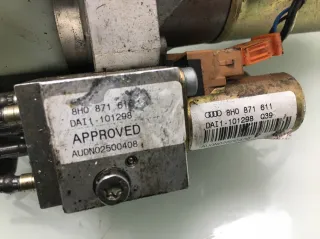 8H0 871 611
DAI1-101298
APPROVED
AUDN02500408
8H0 871 611
DAI1-101298 Q39